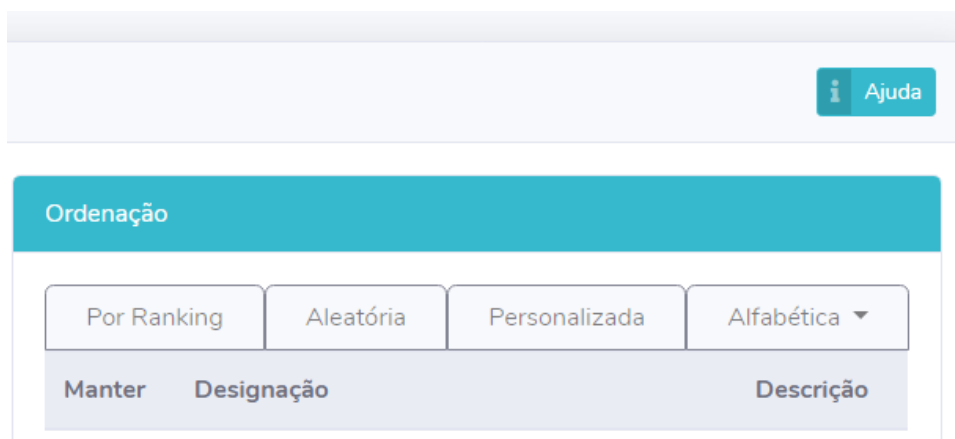 Ajuda
Ordenação
Por Ranking Aleatória Personalizada Alfabética
Manter Designação Descrição